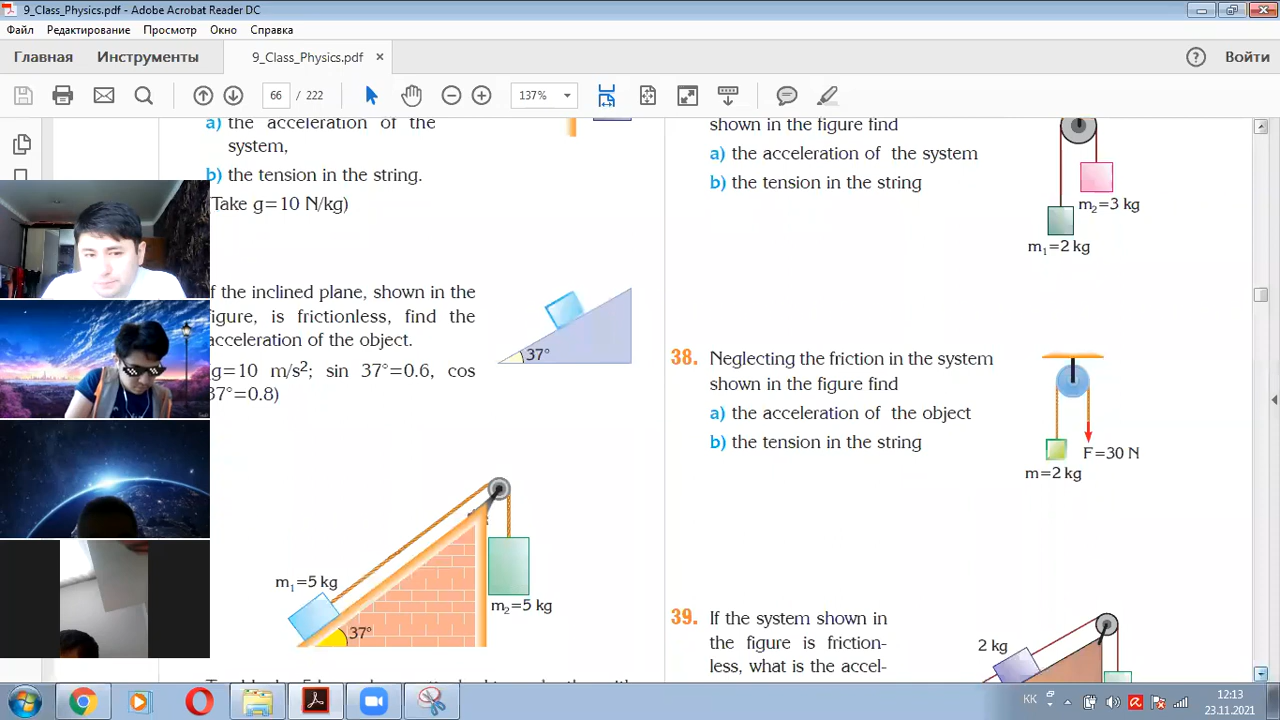 9_Class_Physics.pdf - Adobe Acrobat Reader DC
Файл Редактирование Просмотр Окно Справка
Главная Инструменты 9_Class_Physics.pdf × Войти
66 / 222 137%
a) the acceleration of the
system,
b) the tension in the string.
(Take g=10 N/kg)
f the inclined plane, shown in the
figure, is frictionless, find the
acceleration of the object.
g=10 m/s²; sin 37°=0.6, cos
37°=0.8)
37°
m₁=5 kg
m₂=5 kg
37°
shown in the figure find
a) the acceleration of the system
b) the tension in the string
m₂=3 kg
m₁=2 kg
38. Neglecting the friction in the system
shown in the figure find
a) the acceleration of the object
b) the tension in the string
F=30 N
m=2 kg
39. If the system shown in
the figure is friction-
less, what is the accel-
2 kg
KK
12:13
23.11.2021